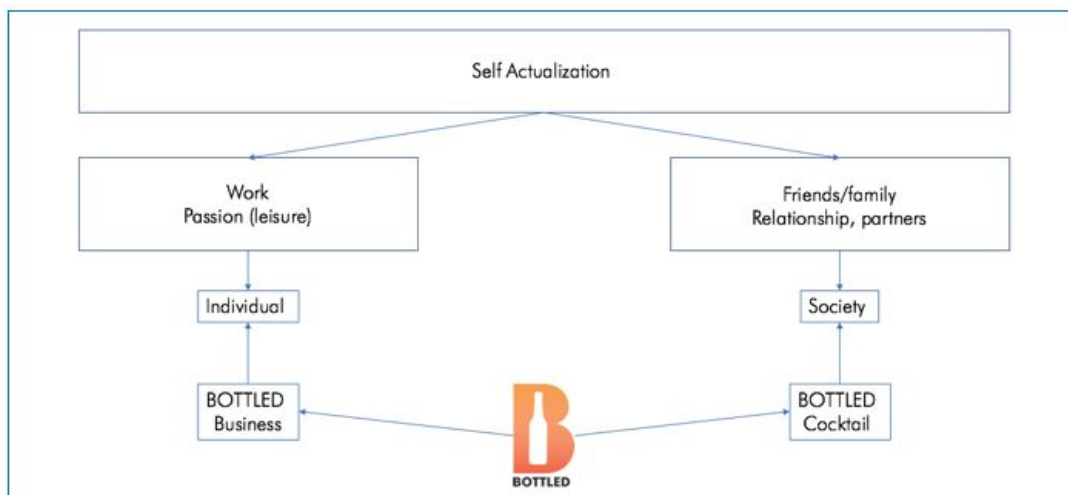 Self Actualization
Work
Passion (leisure)
Friends/family
Relationship, partners
Individual
Society
BOTTLED
Business
BOTTLED
Cocktail
B
BOTTLED